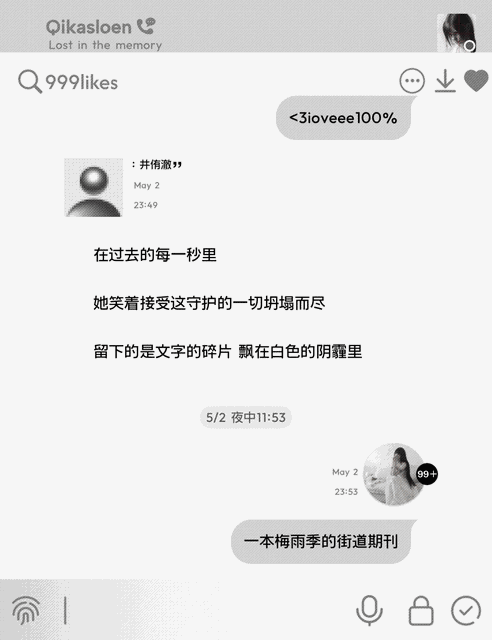 Qikasloen
Lost in the memory
999likes
<3ioveee100%
：井侑澈❟❟
May 2
23:49
在过去的每一秒里
她笑着接受这守护的一切坍塌而尽
留下的是文字的碎片 飘在白色的阴霾里
5/2 夜中11:53
May 2
99+
23:53
一本梅雨季的街道期刊